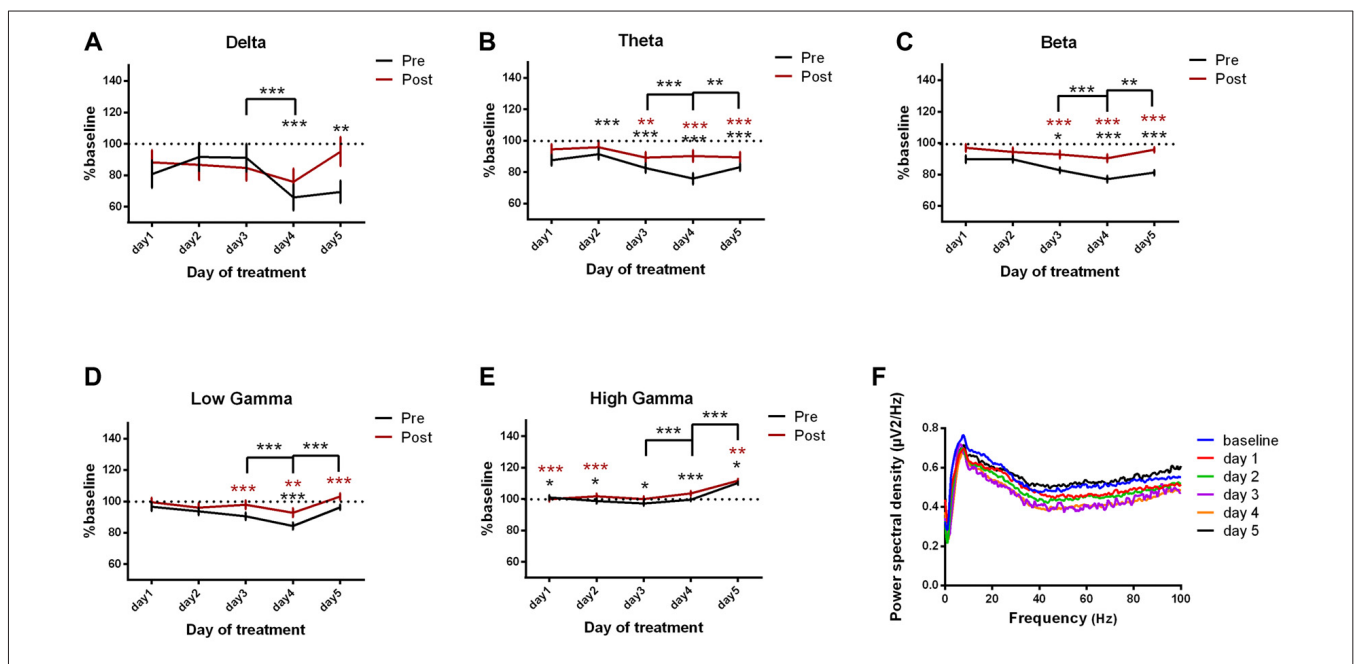 A
Delta
Pre
Post
%baseline
140
120
100
80
60
***
***
**
day1
day2
day3
day4
day5
Day of treatment
B
Theta
Pre
Post
%baseline
140
120
100
80
60
***
**
***
**
***
***
***
***
***
day1
day2
day3
day4
day5
Day of treatment
C
Beta
Pre
Post
%baseline
140
120
100
80
60
***
**
***
*
***
***
***
***
day1
day2
day3
day4
day5
Day of treatment
D
Low Gamma
Pre
Post
%baseline
140
120
100
80
60
***
***
***
**
***
***
day1
day2
day3
day4
day5
Day of treatment
E
High Gamma
Pre
Post
%baseline
140
120
100
80
60
***
***
***
*
***
*
*
***
**
*
day1
day2
day3
day4
day5
Day of treatment
F
Power spectral density (µV2/Hz)
0.8
0.6
0.4
0.2
0.0
0
20
40
60
80
100
Frequency (Hz)
baseline
day 1
day 2
day 3
day 4
day 5